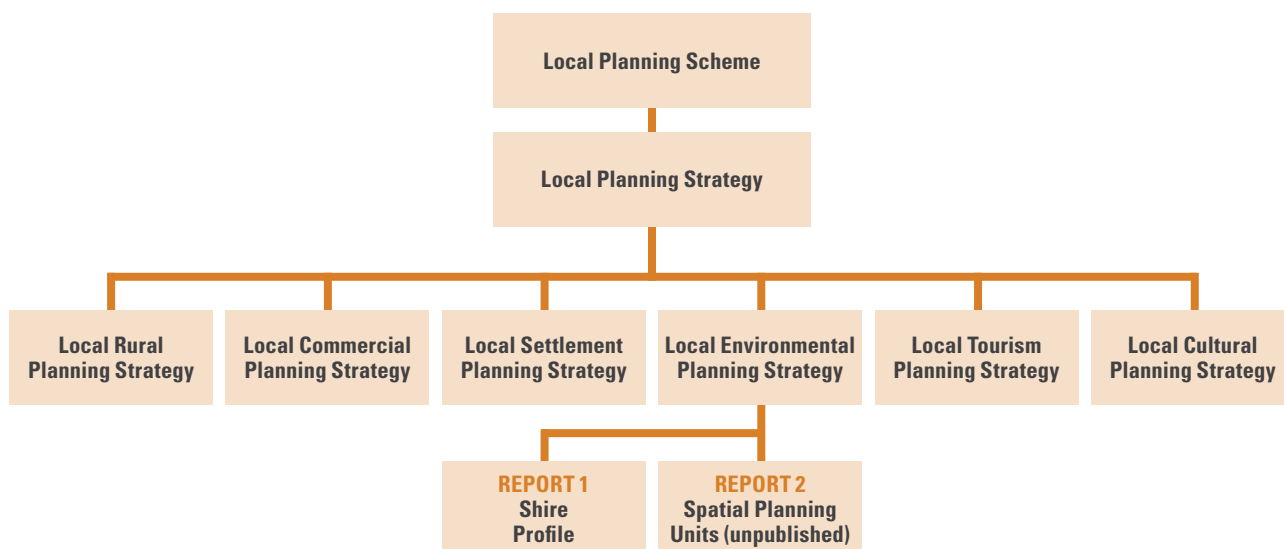 Local Planning Scheme
Local Planning Strategy
Local Rural
Planning Strategy
Local Commercial
Planning Strategy
Local Settlement
Planning Strategy
Local Environmental
Planning Strategy
Local Tourism
Planning Strategy
Local Cultural
Planning Strategy
REPORT 1
Shire
Profile
REPORT 2
Spatial Planning
Units (unpublished)